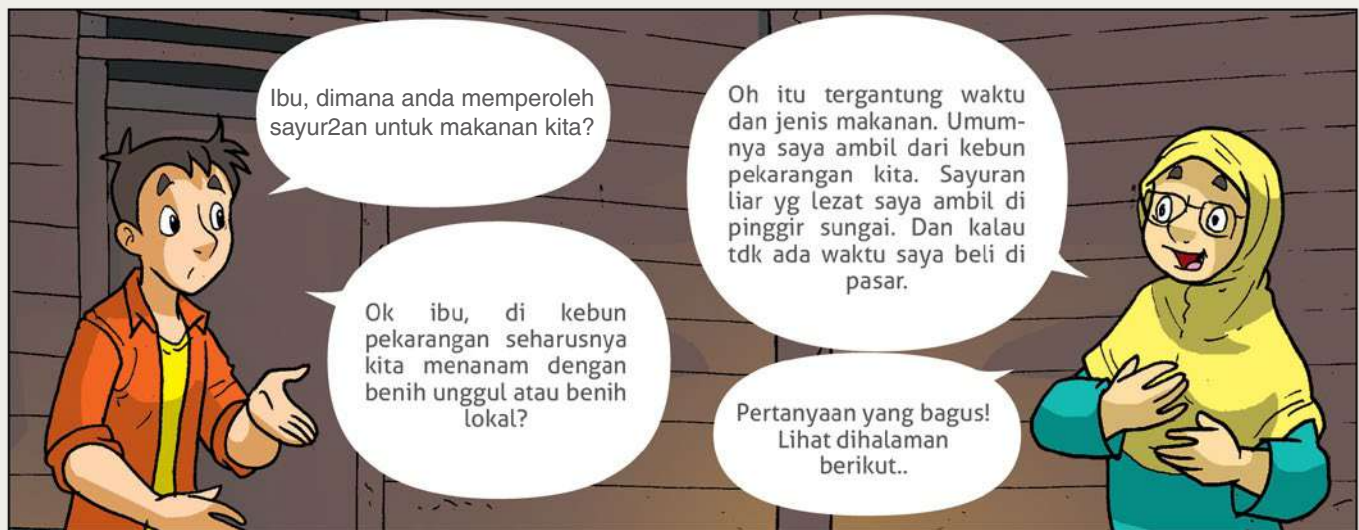 Ibu, dimana anda memperoleh
sayur2an untuk makanan kita?
Oh itu tergantung waktu
dan jenis makanan. Umum-
nya saya ambil dari kebun
pekarangan kita. Sayuran
liar yg lezat saya ambil di
pinggir sungai. Dan kalau
tdk ada waktu saya beli di
pasar.
Ok ibu, di kebun
pekarangan seharusnya
kita menanam dengan
benih unggul atau benih
lokal?
Pertanyaan yang bagus!
Lihat dihalaman
berikut..